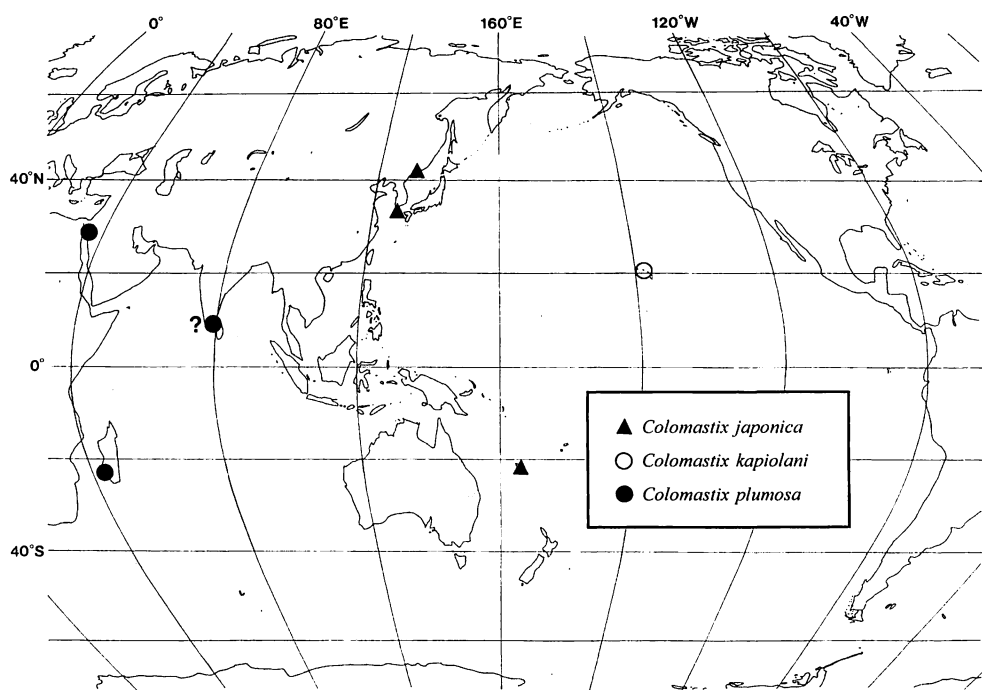 0° 80°E 160°E 120°W 40°W
40°N
?
0°
▲ Colomastix japonica
○ Colomastix kapiolani
● Colomastix plumosa
40°S